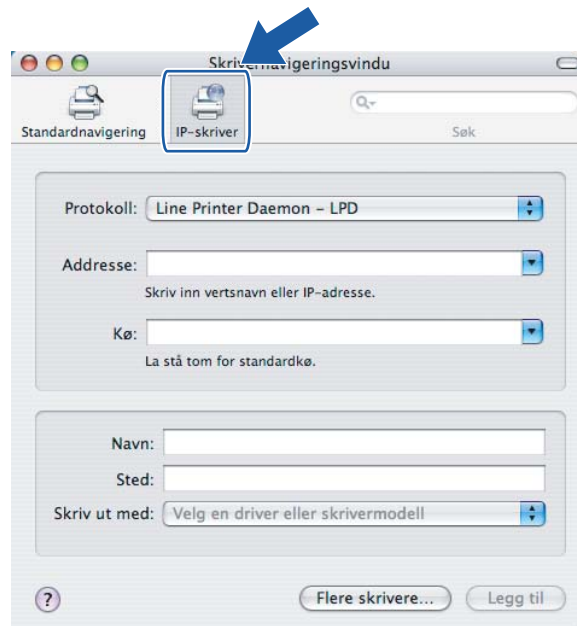 Skrivernavigeringsvindu
Standardnavigering IP-skriver Søk
Protokoll: Line Printer Daemon – LPD
Addresse:
Skriv inn vertsnavn eller IP-adresse.
Kø:
La stå tom for standardkø.
Navn:
Sted:
Skriv ut med: Velg en driver eller skrivermodell
? Flere skrivere... Legg til